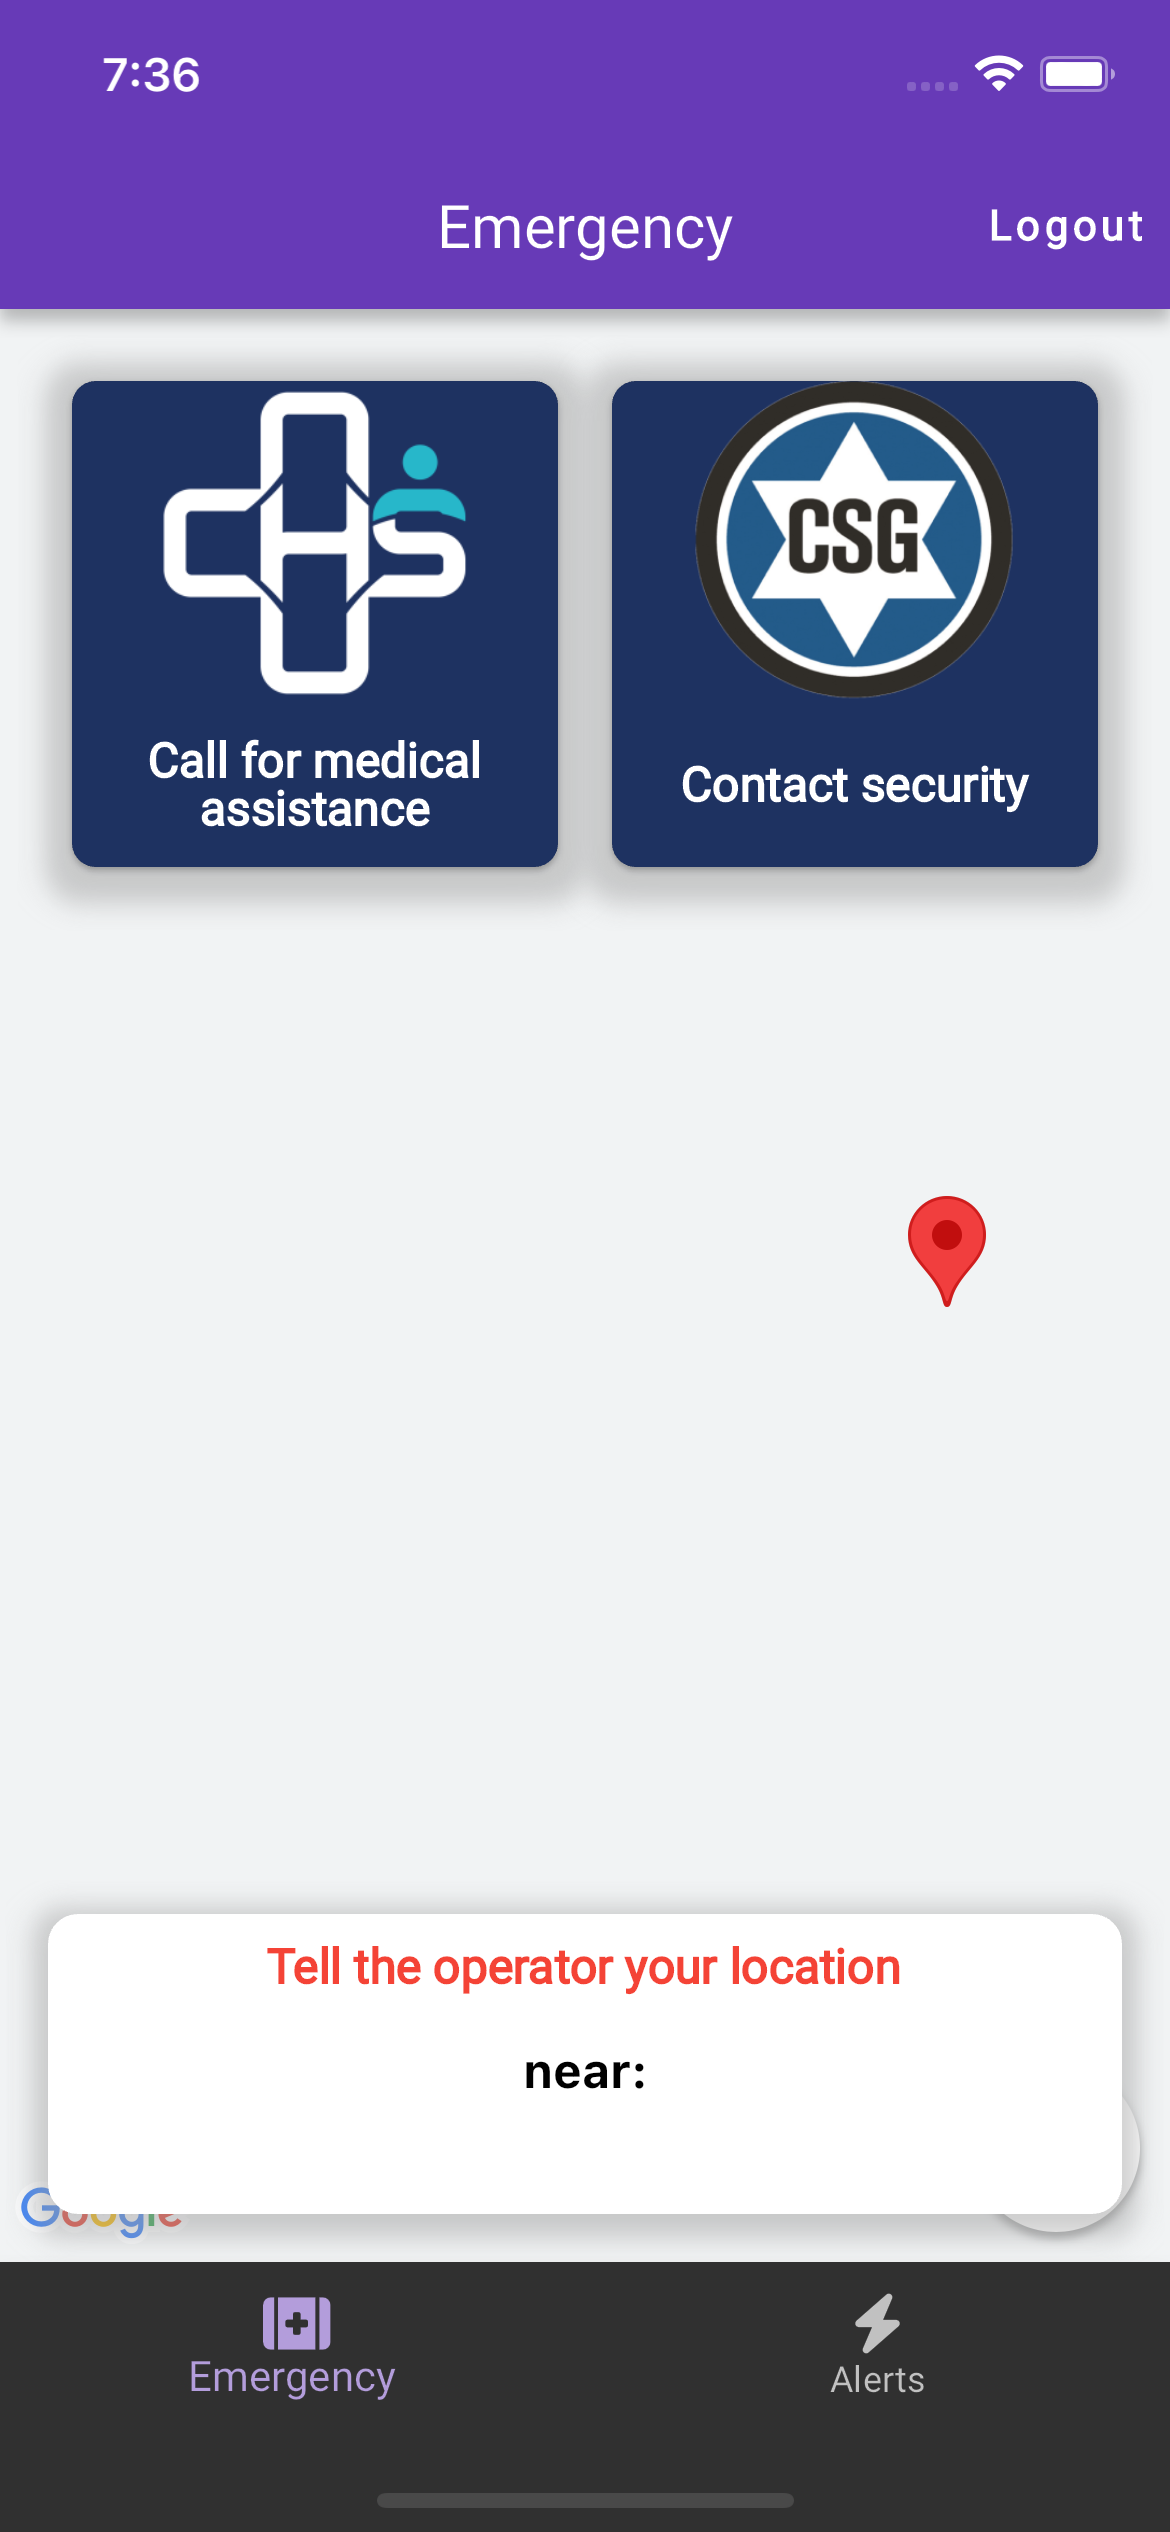 7:36
Emergency
Logout
CHS
CSG
Call for medical
assistance
Contact security
Tell the operator your location
near:
Google
Emergency
Alerts